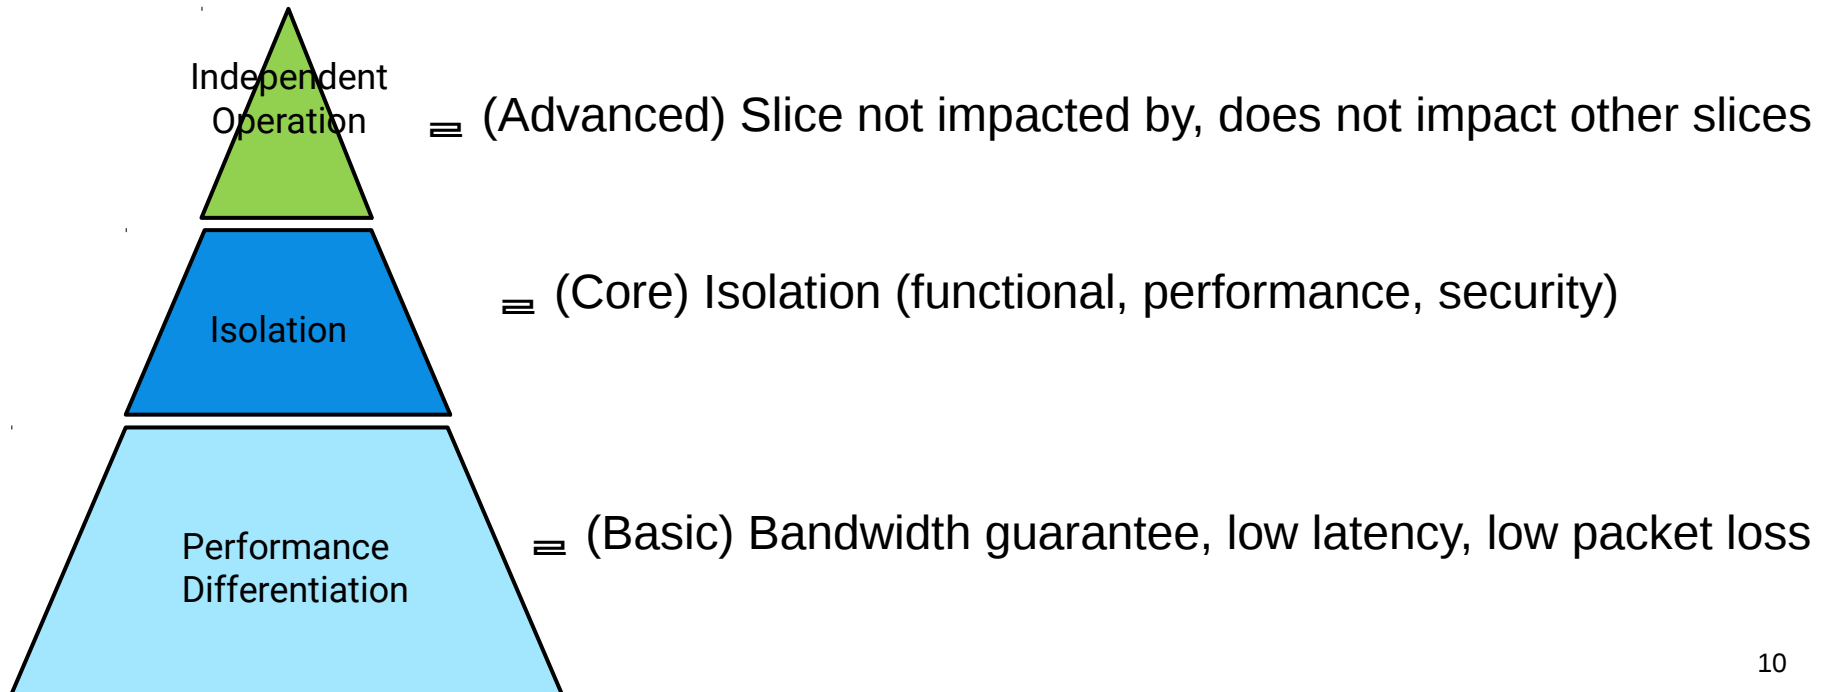 Independent
Operation
(Advanced) Slice not impacted by, does not impact other slices
Isolation
(Core) Isolation (functional, performance, security)
Performance
Differentiation
(Basic) Bandwidth guarantee, low latency, low packet loss
10